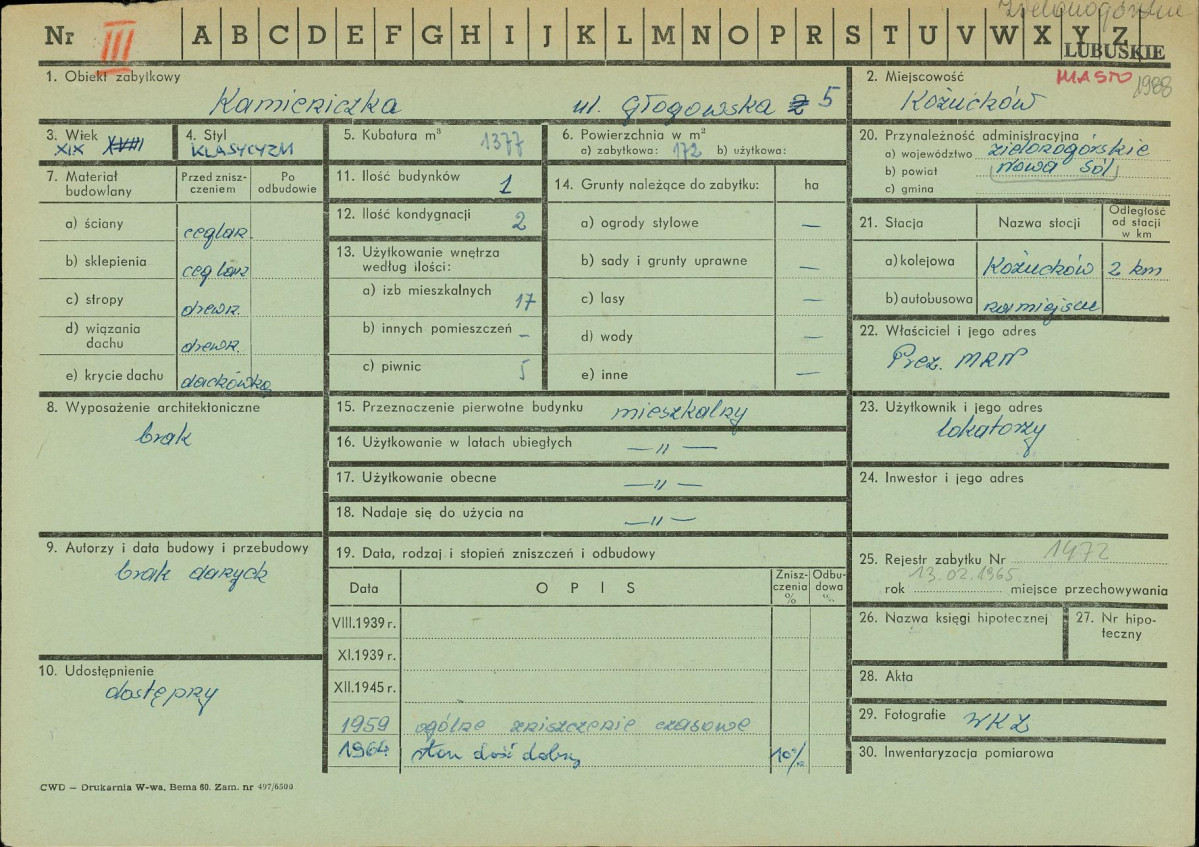 Zielonogórskie
Nr III A B C D E F G H I J K L M N O P R S T U V W X Y Z
LUBUSKIE
1. Obiekt zabytkowy
Kamieniczka ul. Głogowska 2 5
2. Miejscowość MIASTO 1988
Kożuchów
3. Wiek
XIX XVIII
4. Styl
KLASYCYZM
5. Kubatura m³
1377
6. Powierzchnia w m²
a) zabytkowa: 172 b) użytkowa:
20. Przynależność administracyjna
a) województwo zielonogórskie
b) powiat Nowa Sól
c) gmina
7. Materiał budowlany
Przed zniszczeniem
Po odbudowie
a) ściany ceglan.
b) sklepienia ceglan
c) stropy drewn.
d) wiązania dachu drewn.
e) krycie dachu dachówka
11. Ilość budynków 1
12. Ilość kondygnacji 2
13. Użytkowanie wnętrza
według ilości:
a) izb mieszkalnych 17
b) innych pomieszczeń –
c) piwnic 5
14. Grunty należące do zabytku: ha
a) ogrody stylowe —
b) sady i grunty uprawne —
c) lasy —
d) wody —
e) inne —
21. Stacja
Nazwa stacji
Odległość od stacji w km
a) kolejowa Kożuchów 2 km
b) autobusowa na miejscu
22. Właściciel i jego adres
Prez. MRN
8. Wyposażenie architektoniczne
brak
15. Przeznaczenie pierwotne budynku mieszkalny
16. Użytkowanie w latach ubiegłych — „ —
17. Użytkowanie obecne — „ —
18. Nadaje się do użycia na — „ —
23. Użytkownik i jego adres
lokatorzy
24. Inwestor i jego adres
9. Autorzy i data budowy i przebudowy
brak danych
10. Udostępnienie
dostępny
19. Data, rodzaj i stopień zniszczeń i odbudowy
Data OPIS Zniszczenia % Odbudowa %
VIII.1939 r.
XI.1939 r.
XII.1945 r.
1959 ogólne zniszczenie czasowe
1964 stan dość dobry 10%
25. Rejestr zabytku Nr 1472
13.02.1965
rok miejsce przechowywania
26. Nazwa księgi hipotecznej
27. Nr hipoteczny
28. Akta
29. Fotografie WKZ
30. Inwentaryzacja pomiarowa
CWD — Drukarnia W-wa, Bema 60. Zam. nr 497/6500